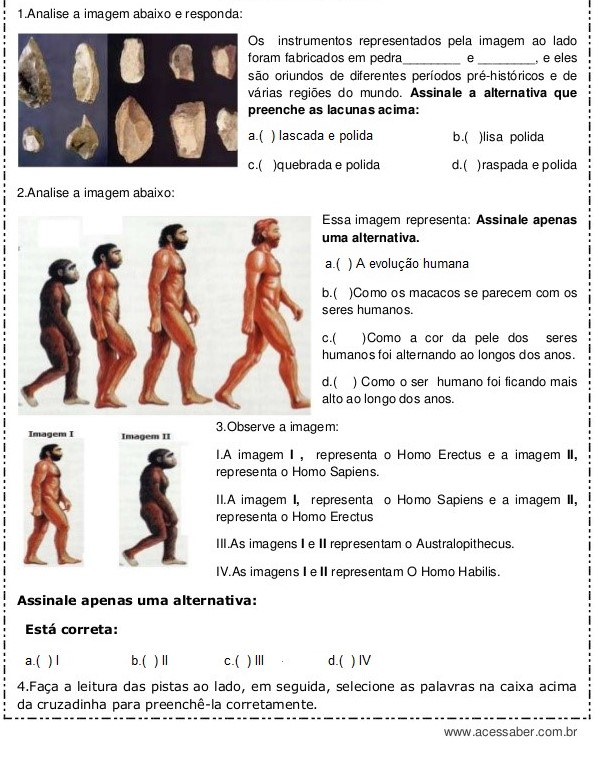 1.Analise a imagem abaixo e responda:
Os instrumentos representados pela imagem ao lado
foram fabricados em pedra_________ e _________, e eles
são oriundos de diferentes períodos pré-históricos e de
várias regiões do mundo. Assinale a alternativa que
preenche as lacunas acima:
a.( ) lascada e polida
b.( )lisa polida
c.( )quebrada e polida
d.( )raspada e polida
2.Analise a imagem abaixo:
Essa imagem representa: Assinale apenas
uma alternativa.
a.( ) A evolução humana
b.( )Como os macacos se parecem com os
seres humanos.
c.( )Como a cor da pele dos seres
humanos foi alternando ao longos dos anos.
d.( ) Como o ser humano foi ficando mais
alto ao longo dos anos.
Imagem I
Imagem II
3.Observe a imagem:
I.A imagem I , representa o Homo Erectus e a imagem II,
representa o Homo Sapiens.
II.A imagem I, representa o Homo Sapiens e a imagem II,
representa o Homo Erectus
III.As imagens I e II representam o Australopithecus.
IV.As imagens I e II representam O Homo Habilis.
Assinale apenas uma alternativa:
Está correta:
a.( ) I b.( ) II c.( ) III d.( ) IV
4.Faça a leitura das pistas ao lado, em seguida, selecione as palavras na caixa acima
da cruzadinha para preenchê-la corretamente.
www.acessaber.com.br